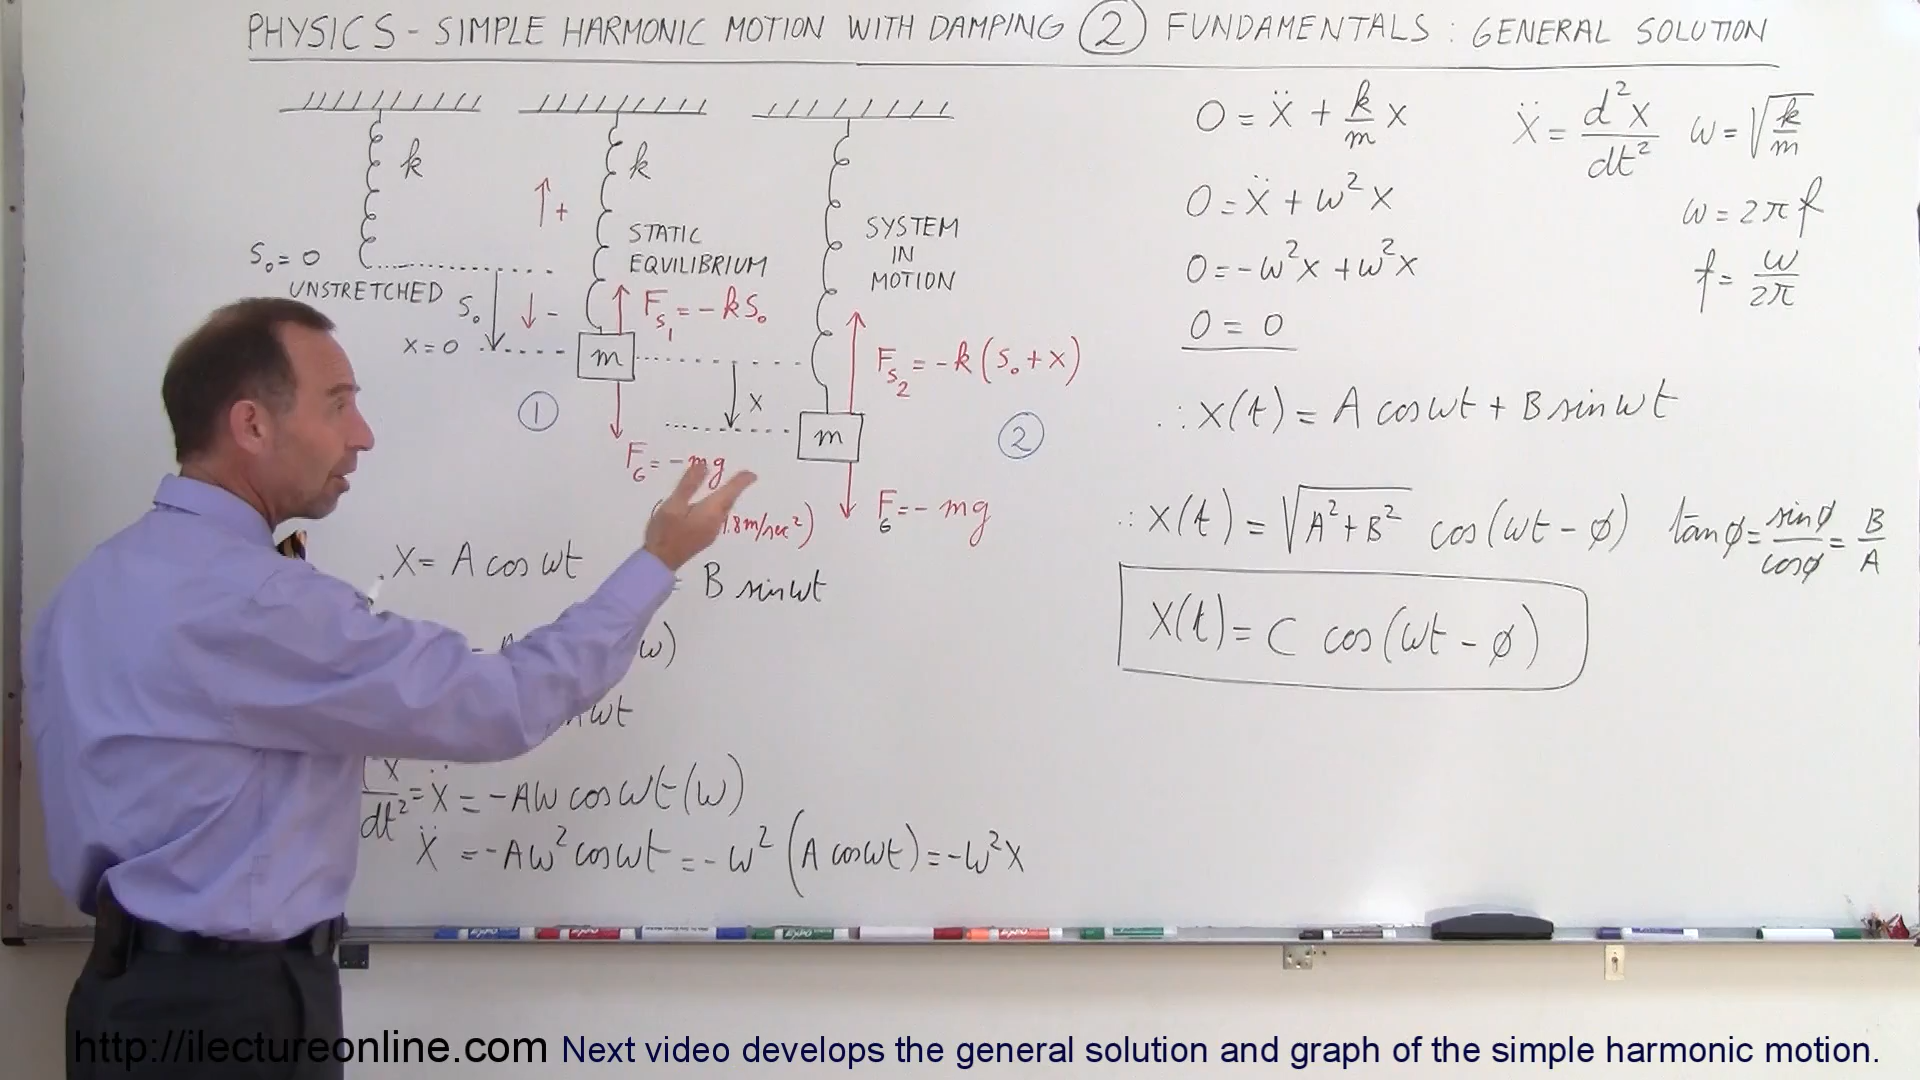 PHYSICS - SIMPLE HARMONIC MOTION WITH DAMPING ② FUNDAMENTALS : GENERAL SOLUTION
k
k
↑+
S₀ = 0
UNSTRETCHED
S₀
↓ -
X = 0
STATIC
EQUILIBRIUM
F_S₁ = -kS₀
m
①
F_G = -mg
.8m/sec²)
X
SYSTEM
IN
MOTION
F_S₂ = -k(S₀ + X)
m
②
F_G = -mg
X = A cos ωt
= B sin ωt
ω)
ωt
dt² = Ẍ = -Aω cos ωt (ω)
Ẍ = -Aω² cos ωt = -ω² (A cos ωt) = -ω²X
0 = Ẍ + k/m X
Ẍ = d²X/dt²
ω = √(k/m)
0 = Ẍ + ω²X
ω = 2πf
0 = -ω²X + ω²X
f = ω/2π
0 = 0
∴ X(t) = A cos ωt + B sin ωt
∴ X(t) = √(A² + B²) cos(ωt - φ)
tan φ = sin φ/cos φ = B/A
X(t) = C cos(ωt - φ)
http://ilectureonline.com Next video develops the general solution and graph of the simple harmonic motion.